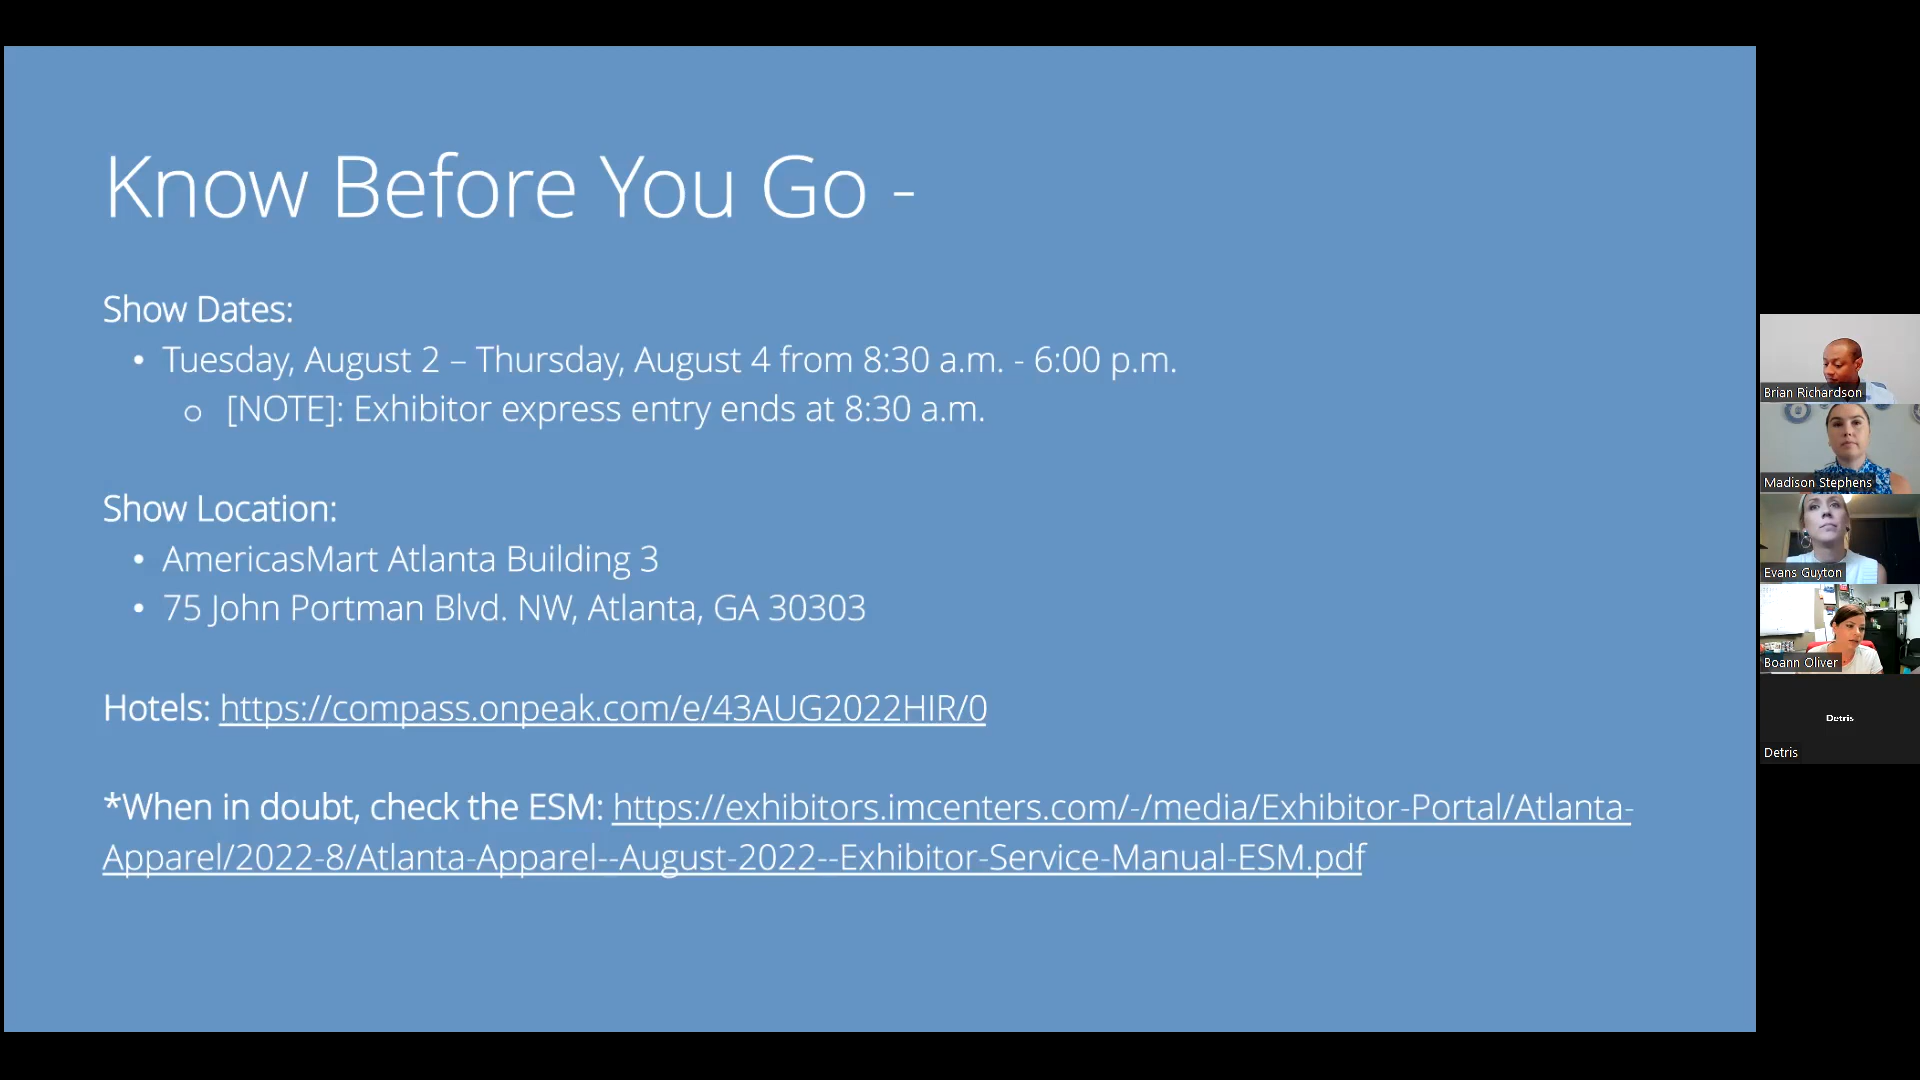 Know Before You Go -
Show Dates:
• Tuesday, August 2 – Thursday, August 4 from 8:30 a.m. - 6:00 p.m.
o [NOTE]: Exhibitor express entry ends at 8:30 a.m.
Show Location:
• AmericasMart Atlanta Building 3
• 75 John Portman Blvd. NW, Atlanta, GA 30303
Hotels: https://compass.onpeak.com/e/43AUG2022HIR/0
*When in doubt, check the ESM: https://exhibitors.imcenters.com/-/media/Exhibitor-Portal/Atlanta-
Apparel/2022-8/Atlanta-Apparel--August-2022--Exhibitor-Service-Manual-ESM.pdf
Brian Richardson
Madison Stephens
Evans Guyton
Boann Oliver
Detris
Detris